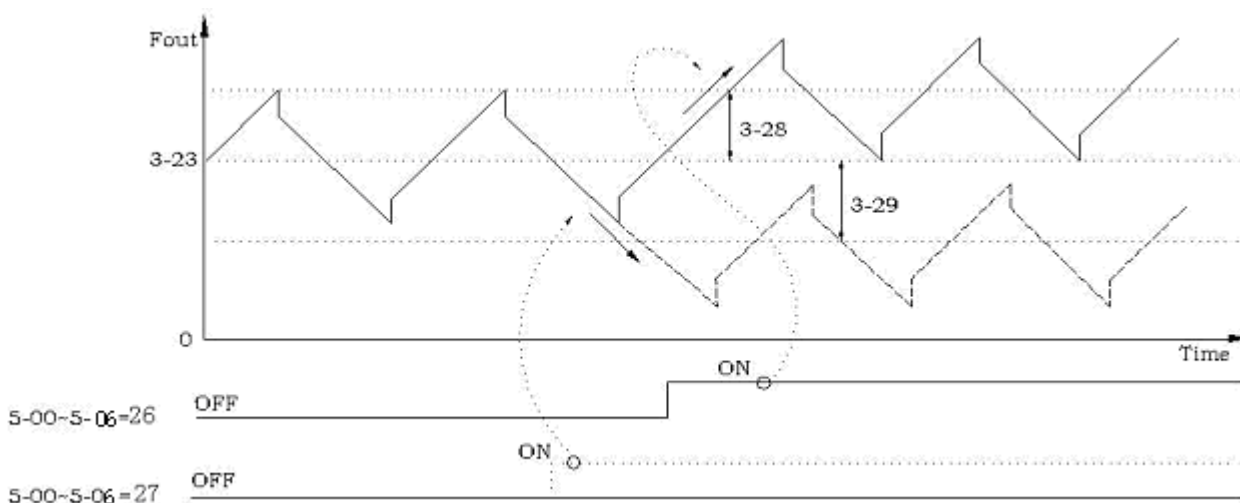 Fout
3-28
3-23
3-29
0
Time
ON
OFF
5-00~5-06=26
ON
OFF
5-00~5-06=27